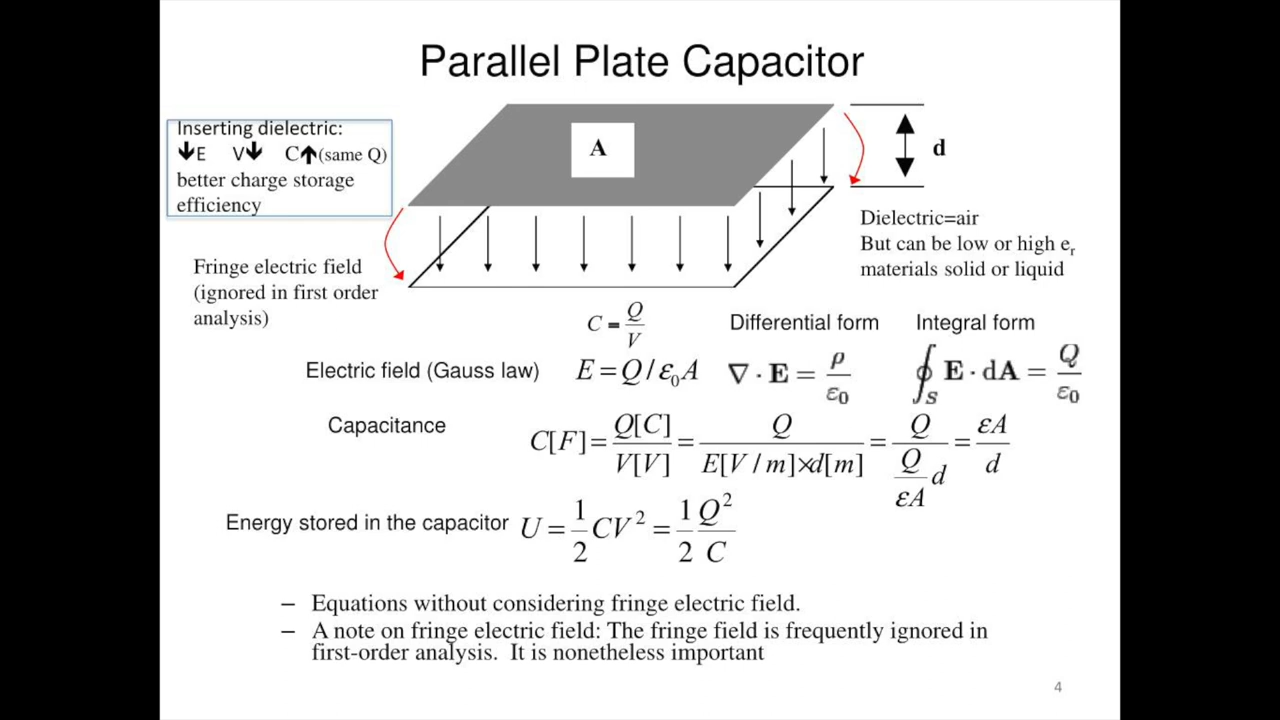 Parallel Plate Capacitor
Inserting dielectric:
🡻E V🡻 C🡹(same Q)
better charge storage
efficiency
A
d
Dielectric=air
But can be low or high eᵣ
materials solid or liquid
Fringe electric field
(ignored in first order
analysis)
C = Q/V
Differential form Integral form
Electric field (Gauss law) E = Q / ε₀A ∇ · E = ρ/ε₀ ∮S E · dA = Q/ε₀
Capacitance C[F] = Q[C]/V[V] = Q/(E[V / m]×d[m]) = Q/((Q/εA)d) = εA/d
Energy stored in the capacitor U = 1/2 CV² = 1/2 Q²/C
– Equations without considering fringe electric field.
– A note on fringe electric field: The fringe field is frequently ignored in
first-order analysis. It is nonetheless important
4